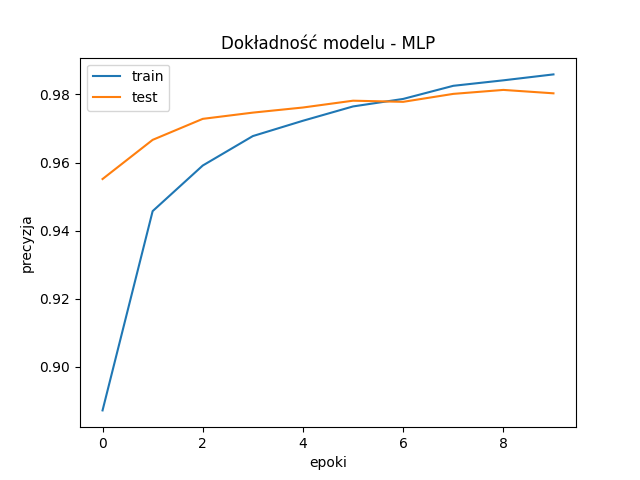 Dokładność modelu - MLP
train
test
precyzja
0.98
0.96
0.94
0.92
0.90
0 2 4 6 8
epoki